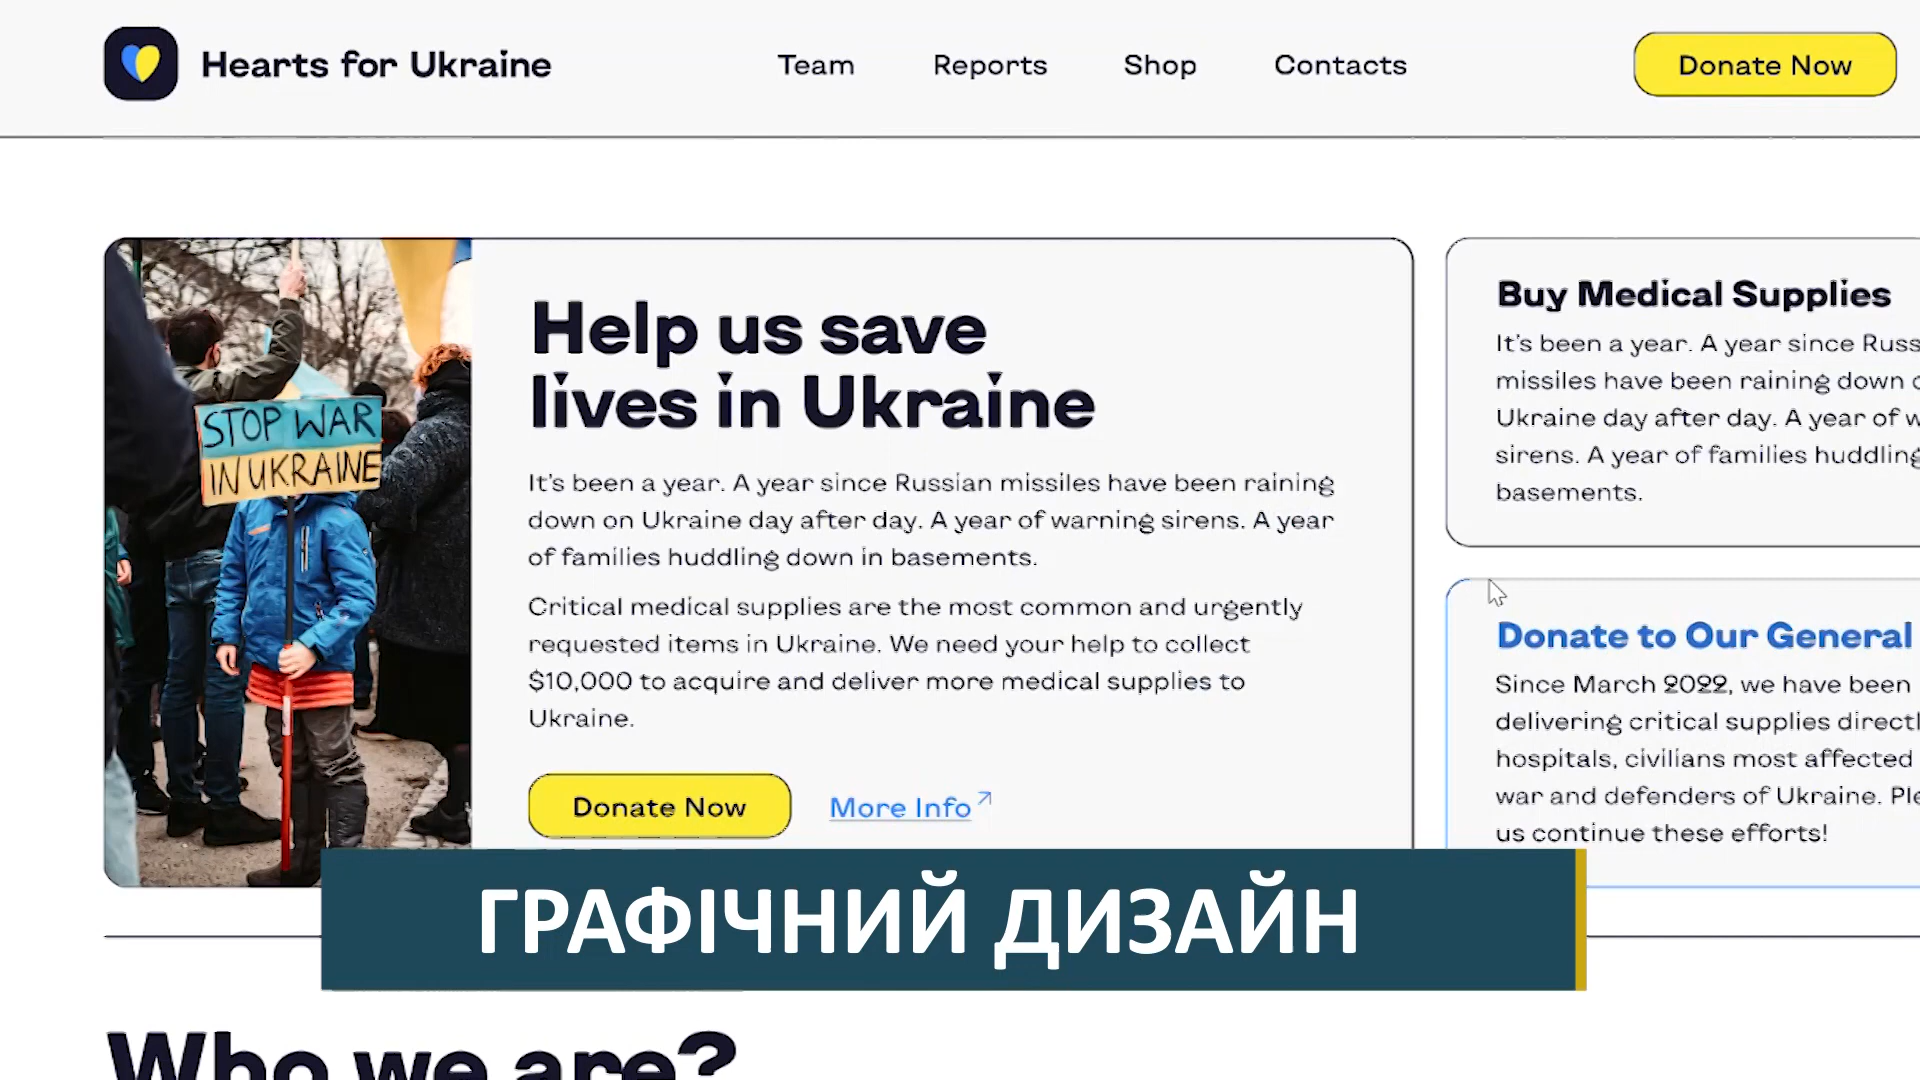 Hearts for Ukraine
Team
Reports
Shop
Contacts
Donate Now
STOP WAR
IN UKRAINE
Help us save
lives in Ukraine
It's been a year. A year since Russian missiles have been raining
down on Ukraine day after day. A year of warning sirens. A year
of families huddling down in basements.
Critical medical supplies are the most common and urgently
requested items in Ukraine. We need your help to collect
$10,000 to acquire and deliver more medical supplies to
Ukraine.
Donate Now
More Info
Buy Medical Supplies
It's been a year. A year since Russ
missiles have been raining down
Ukraine day after day. A year of w
sirens. A year of families huddling
basements.
Donate to Our General
Since March 2022, we have been
delivering critical supplies directl
hospitals, civilians most affected
war and defenders of Ukraine. Ple
us continue these efforts!
ГРАФІЧНИЙ ДИЗАЙН
Who we are?